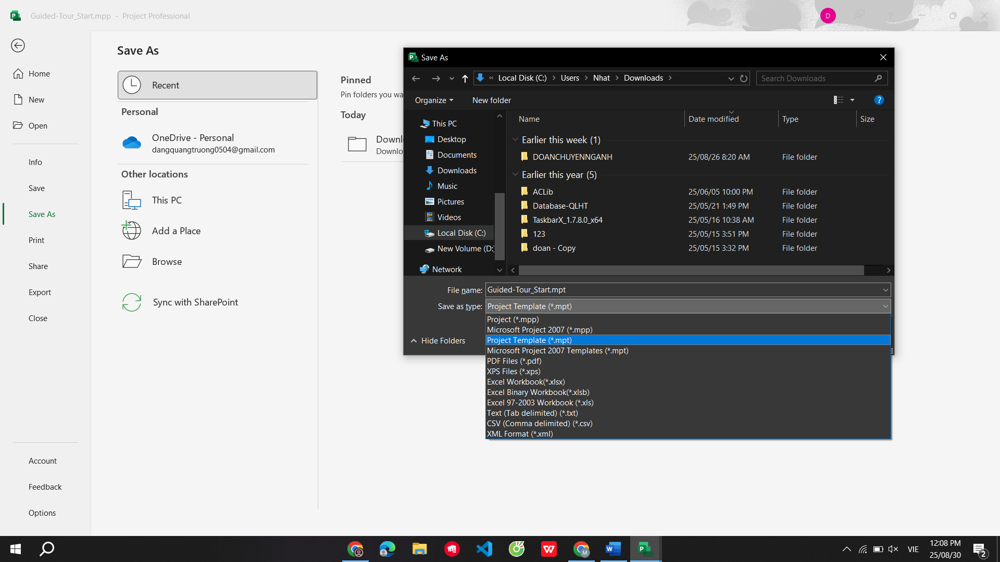 Guided-Tour_Start.mpp - Project Professional
D
Save As
Home
New
Open
Info
Save
Save As
Print
Share
Export
Close
Account
Feedback
Options
Recent
Personal
OneDrive - Personal
dangquangtruong0504@gmail.com
Other locations
This PC
Add a Place
Browse
Sync with SharePoint
Pinned
Pin folders you wa
Today
Downl
Downlo
Save As
« Local Disk (C:) > Users > Nhat > Downloads >
Search Downloads
Organize
New folder
This PC
Desktop
Documents
Downloads
Music
Pictures
Videos
Local Disk (C:)
New Volume (D:)
Network
Name Date modified Type Size
Earlier this week (1)
DOANCHUYENNGANH 25/08/26 8:20 AM File folder
Earlier this year (5)
ACLib 25/06/05 10:00 PM File folder
Database-QLHT 25/05/21 1:49 PM File folder
TaskbarX_1.7.8.0_x64 25/05/16 10:38 AM File folder
123 25/05/15 3:51 PM File folder
doan - Copy 25/05/15 3:32 PM File folder
File name: Guided-Tour_Start.mpt
Save as type: Project Template (*.mpt)
Project (*.mpp)
Microsoft Project 2007 (*.mpp)
Project Template (*.mpt)
Microsoft Project 2007 Templates (*.mpt)
PDF Files (*.pdf)
XPS Files (*.xps)
Excel Workbook(*.xlsx)
Excel Binary Workbook(*.xlsb)
Excel 97-2003 Workbook (*.xls)
Text (Tab delimited) (*.txt)
CSV (Comma delimited) (*.csv)
XML Format (*.xml)
Hide Folders
VIE
12:08 PM
25/08/30
2